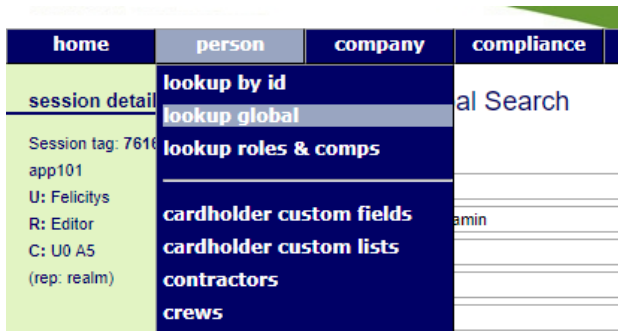 home person company compliance
lookup by id
session detail
lookup global
al Search
Session tag: 7616
lookup roles & comps
app101
U: Felicitys
R: Editor
cardholder custom fields
amin
C: U0 A5
cardholder custom lists
(rep: realm)
contractors
crews